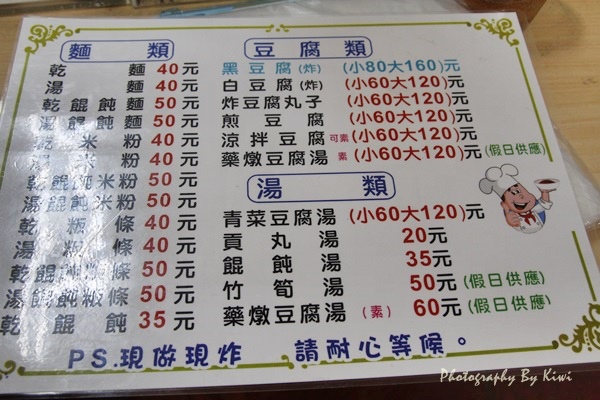 麵類
乾麵 40元
湯麵 40元
乾餛飩麵 50元
湯餛飩麵 50元
乾米粉 40元
湯米粉 40元
乾餛飩米粉 50元
湯餛飩米粉 50元
乾粄條 40元
湯粄條 40元
乾餛飩粄條 50元
湯餛飩粄條 50元
乾餛飩 35元
豆腐類
黑豆腐(炸) (小80大160)元
白豆腐(炸) (小60大120)元
炸豆腐丸子 (小60大120)元
煎豆腐 (小60大120)元
涼拌豆腐 可素 (小60大120)元
藥燉豆腐湯 素 (小60大120)元 (假日供應)
湯類
青菜豆腐湯 (小60大120)元
貢丸湯 20元
餛飩湯 35元
竹筍湯 50元 (假日供應)
藥燉豆腐湯 (素) 60元 (假日供應)
PS.現做現炸 請耐心等候。
Photography By Kiwi